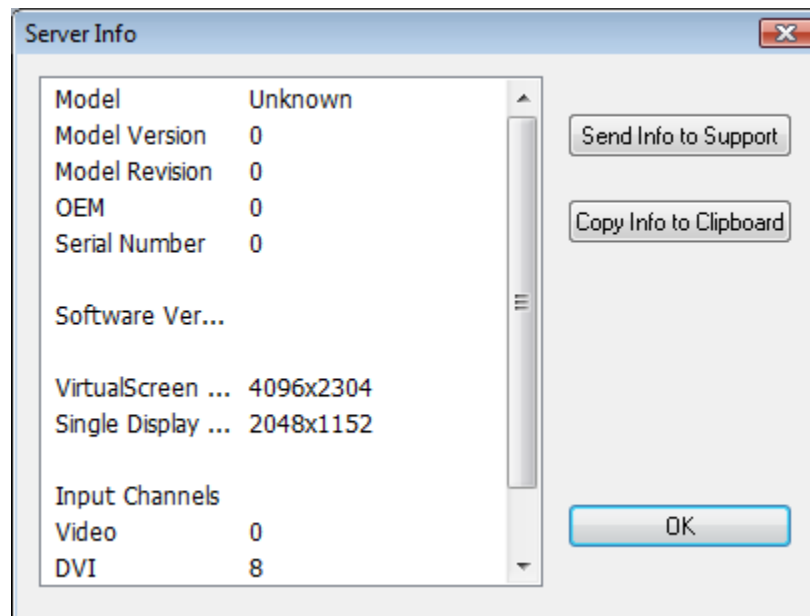 Server Info
Model Unknown
Model Version 0
Model Revision 0
OEM 0
Serial Number 0
Software Ver...
VirtualScreen ... 4096x2304
Single Display ... 2048x1152
Input Channels
Video 0
DVI 8
Send Info to Support
Copy Info to Clipboard
OK